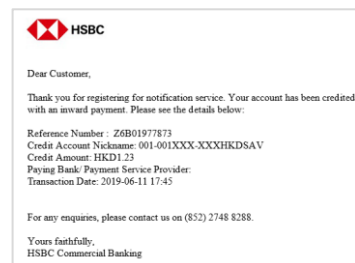 HSBC
Dear Customer,
Thank you for registering for notification service. Your account has been credited
with an inward payment. Please see the details below:
Reference Number : Z6B01977873
Credit Account Nickname: 001-001XXX-XXXHKDSAV
Credit Amount: HKD1.23
Paying Bank/ Payment Service Provider:
Transaction Date: 2019-06-11 17:45
For any enquiries, please contact us on (852) 2748 8288.
Yours faithfully,
HSBC Commercial Banking